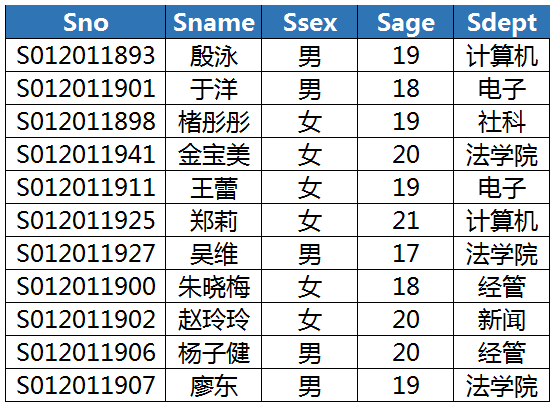 Sno Sname Ssex Sage Sdept
S012011893 殷泳 男 19 计算机
S012011901 于洋 男 18 电子
S012011898 楮彤彤 女 19 社科
S012011941 金宝美 女 20 法学院
S012011911 王蕾 女 19 电子
S012011925 郑莉 女 21 计算机
S012011927 吴维 男 17 法学院
S012011900 朱晓梅 女 18 经管
S012011902 赵玲玲 女 20 新闻
S012011906 杨子健 男 20 经管
S012011907 廖东 男 19 法学院